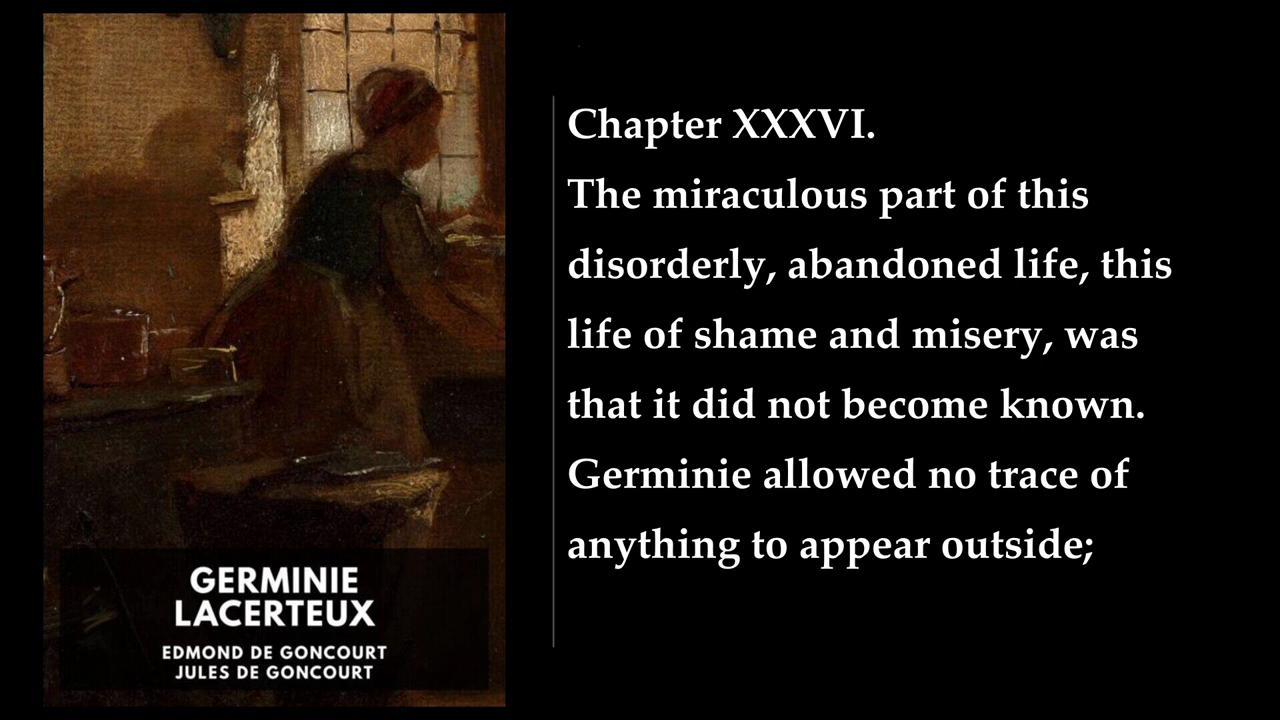 GERMINIE
LACERTEUX
EDMOND DE GONCOURT
JULES DE GONCOURT
Chapter XXXVI.
The miraculous part of this
disorderly, abandoned life, this
life of shame and misery, was
that it did not become known.
Germinie allowed no trace of
anything to appear outside;